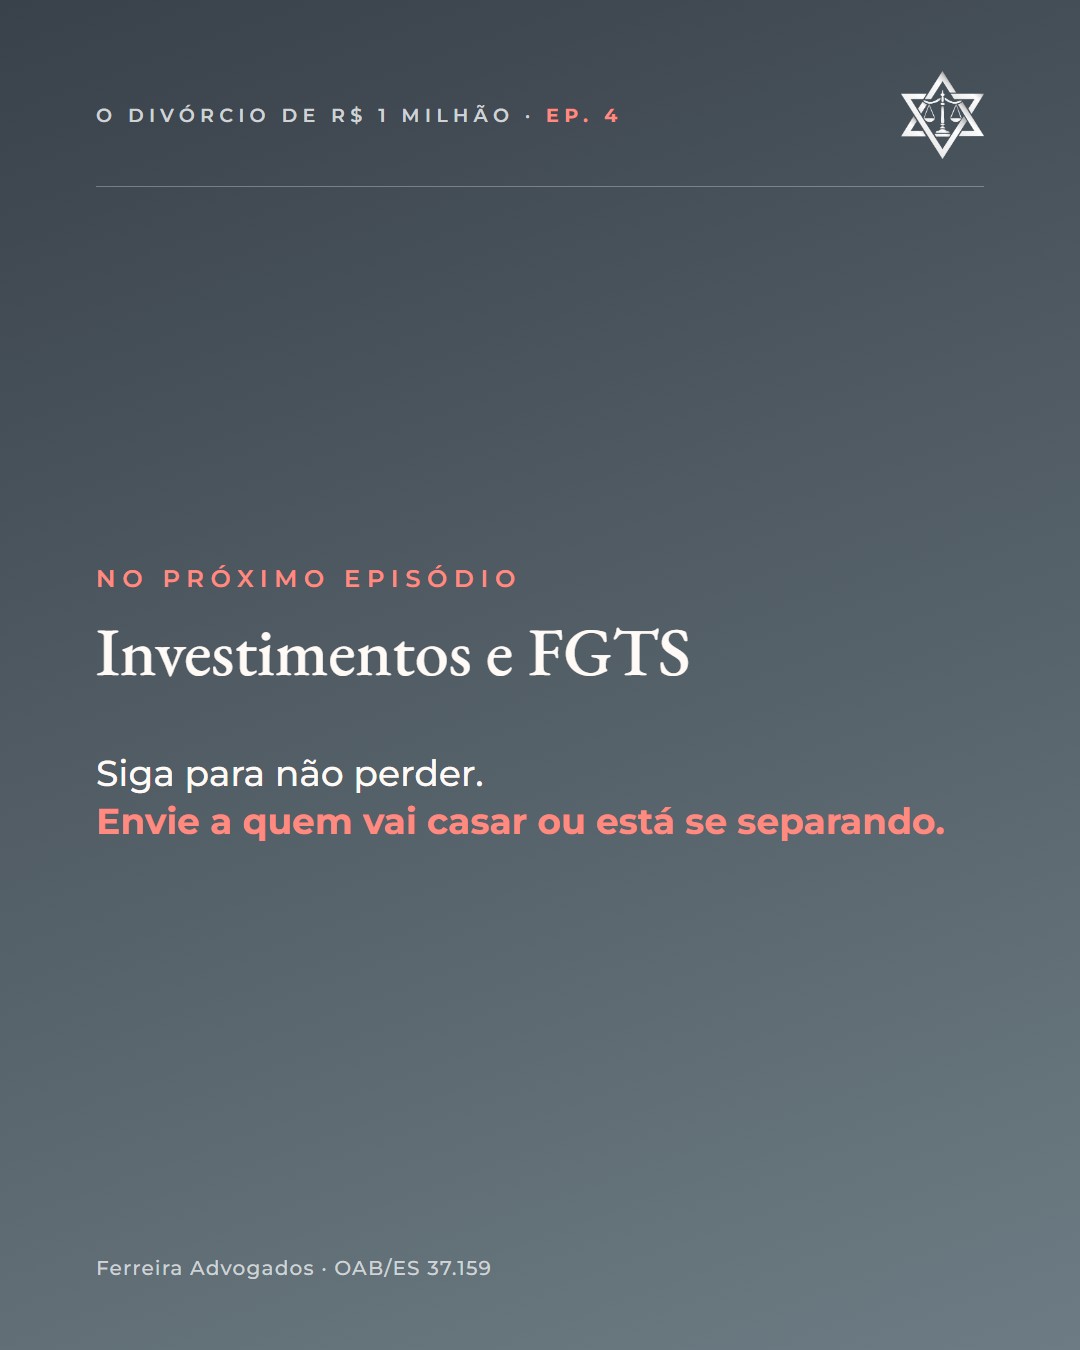 O DIVÓRCIO DE R$ 1 MILHÃO · EP. 4
NO PRÓXIMO EPISÓDIO
Investimentos e FGTS
Siga para não perder.
Envie a quem vai casar ou está se separando.
Ferreira Advogados · OAB/ES 37.159